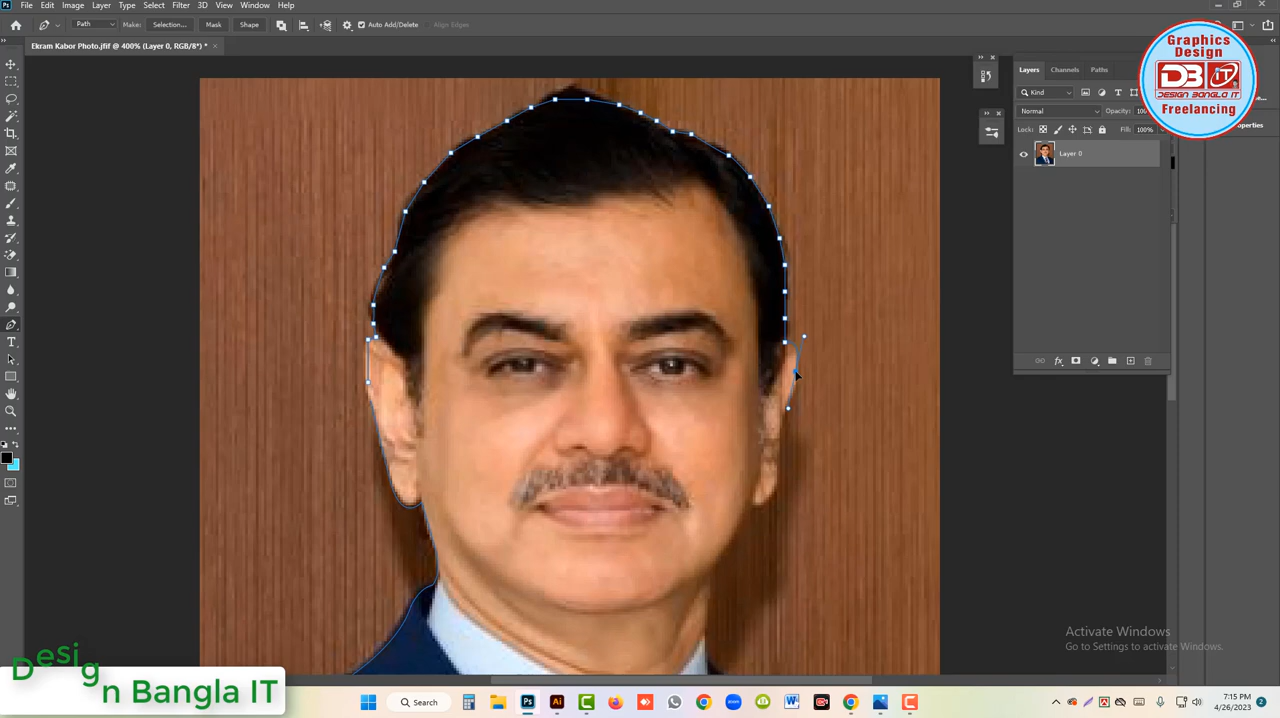 File Edit Image Layer Type Select Filter 3D View Window Help
Path Make: Selection... Mask Shape Auto Add/Delete Align Edges
Ekram Kabor Photo.jfif @ 400% (Layer 0, RGB/8*) *
Graphics
Design
DB iT
DESIGN BANGLA IT
Freelancing
Layers Channels Paths
Kind
Normal Opacity:
Lock: Fill: 100%
Layer 0
Activate Windows
Go to Settings to activate Windows.
Design Bangla IT
Search
7:15 PM
4/26/2023